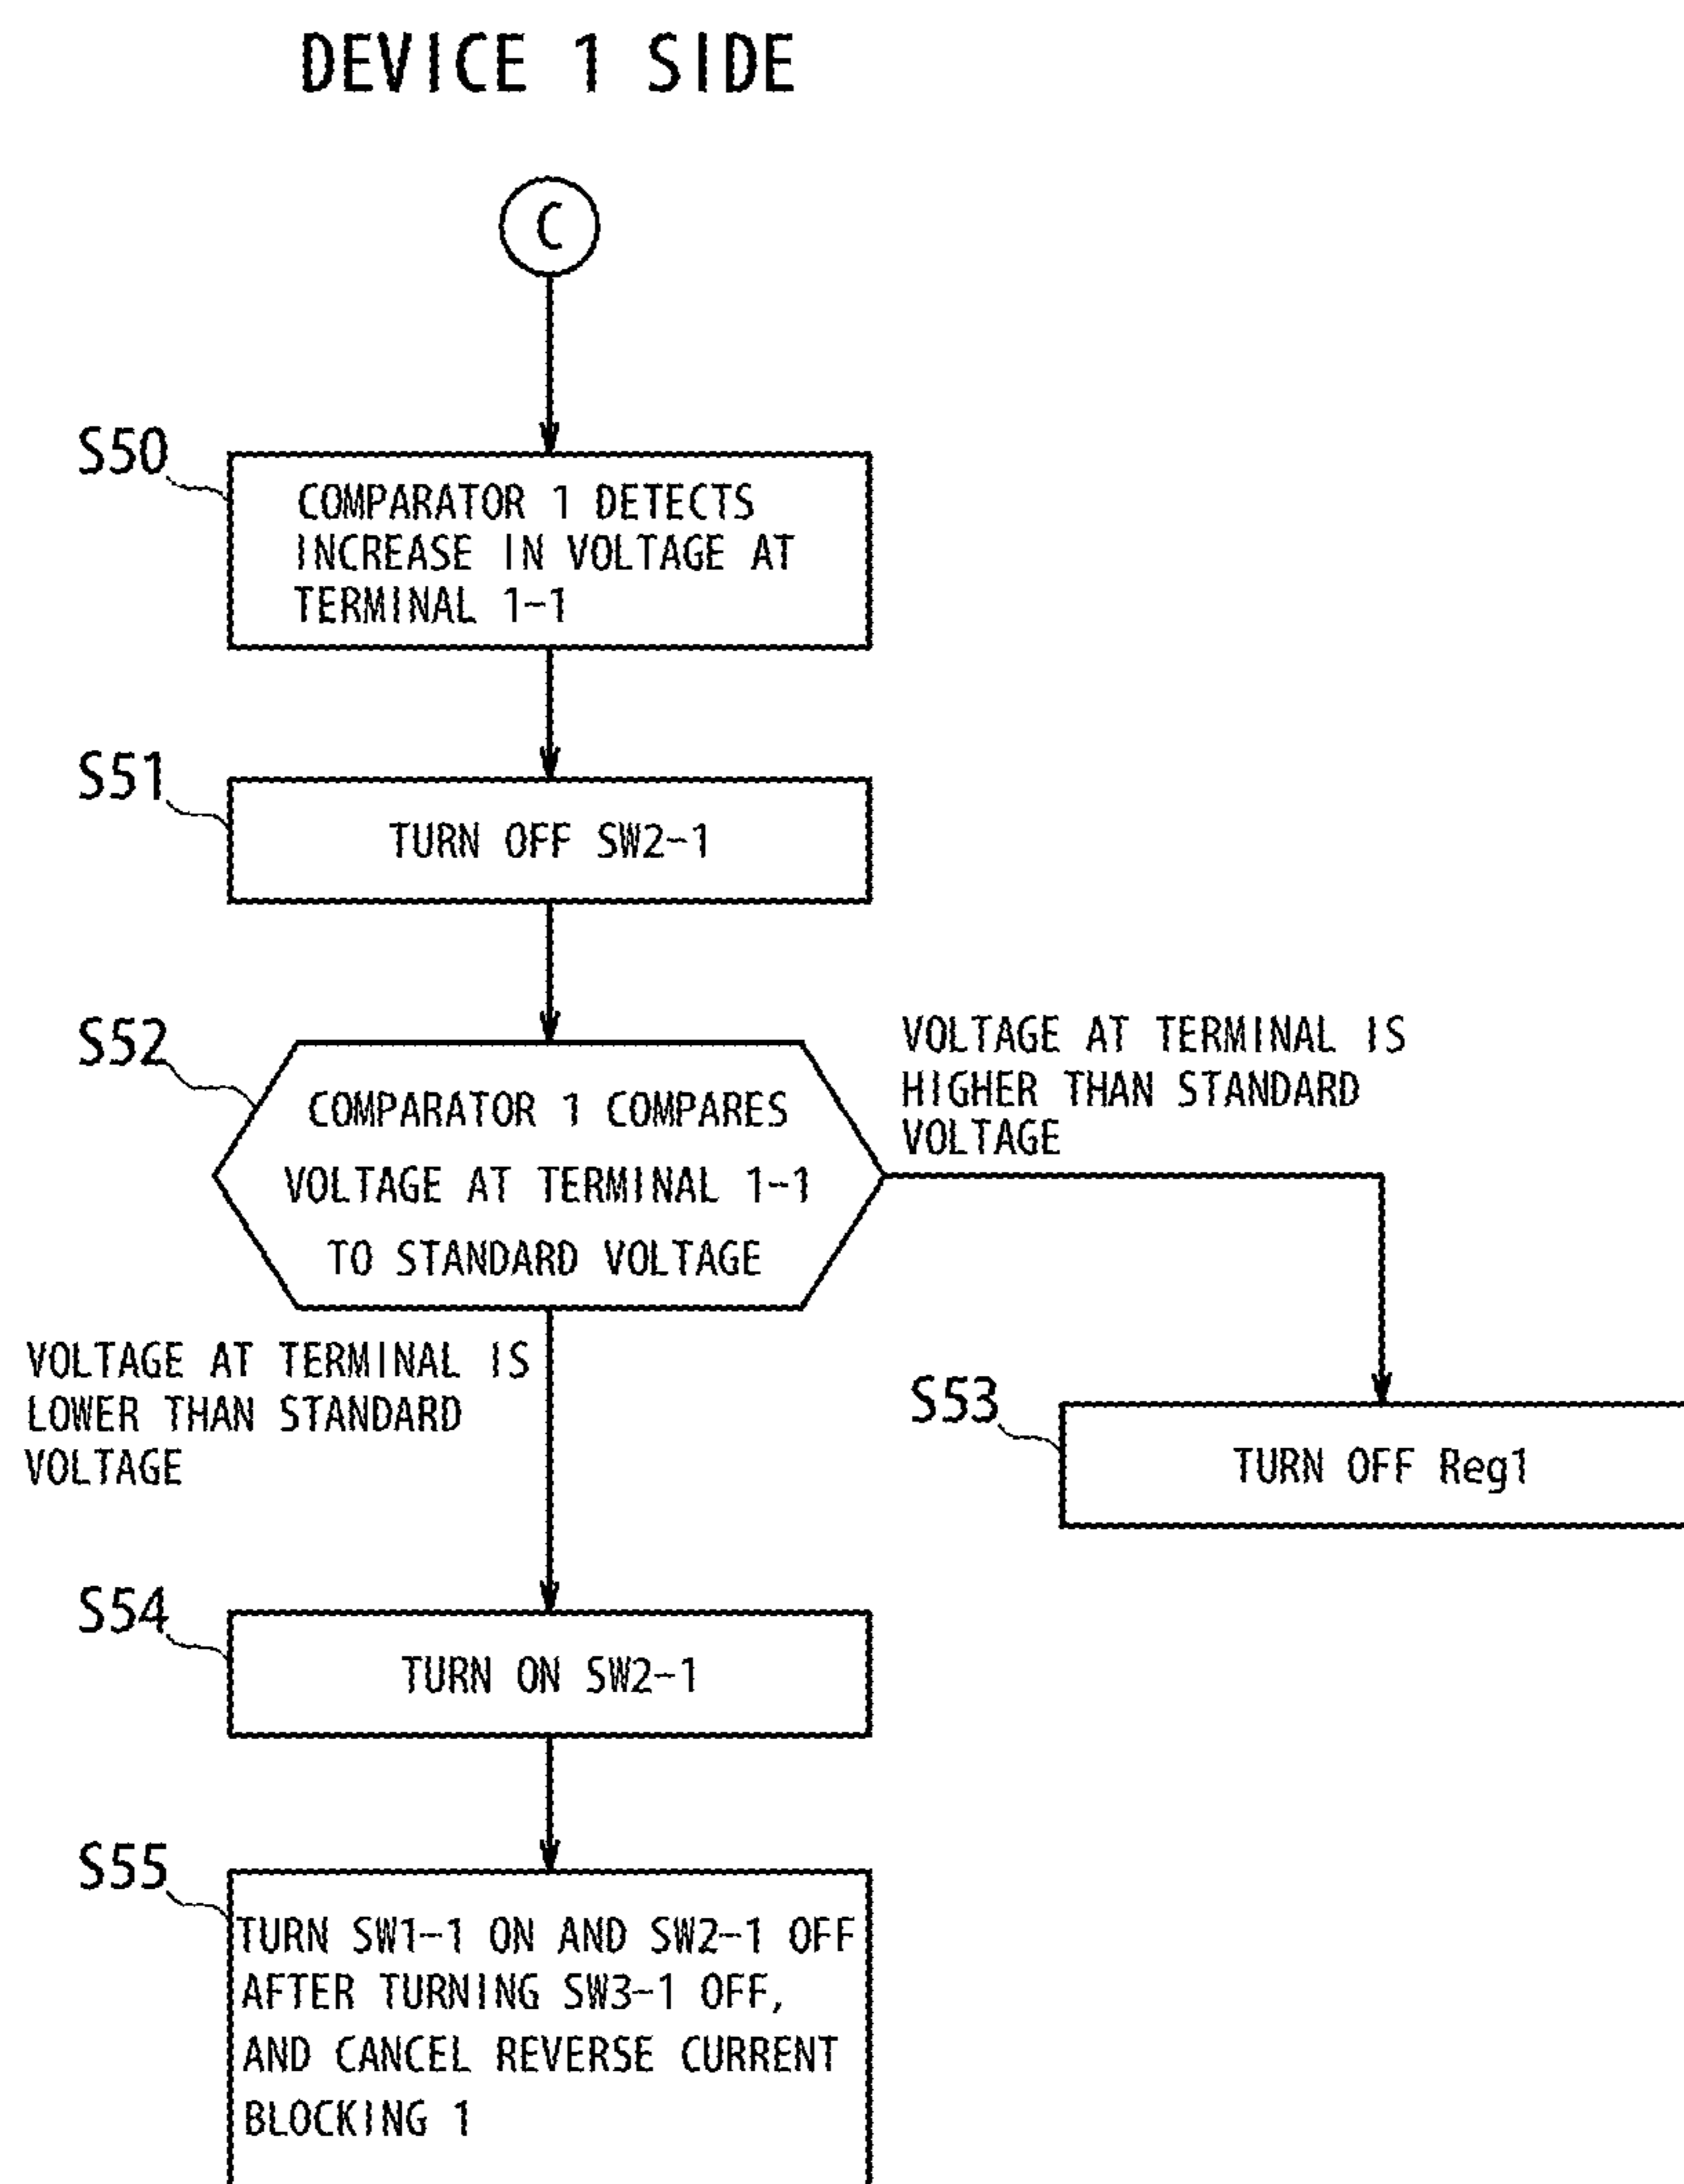 DEVICE 1 SIDE
C
S50
COMPARATOR 1 DETECTS
INCREASE IN VOLTAGE AT
TERMINAL 1-1
S51
TURN OFF SW2-1
S52
COMPARATOR 1 COMPARES
VOLTAGE AT TERMINAL 1-1
TO STANDARD VOLTAGE
VOLTAGE AT TERMINAL IS
HIGHER THAN STANDARD
VOLTAGE
VOLTAGE AT TERMINAL IS
LOWER THAN STANDARD
VOLTAGE
S53
TURN OFF Reg1
S54
TURN ON SW2-1
S55
TURN SW1-1 ON AND SW2-1 OFF
AFTER TURNING SW3-1 OFF,
AND CANCEL REVERSE CURRENT
BLOCKING 1